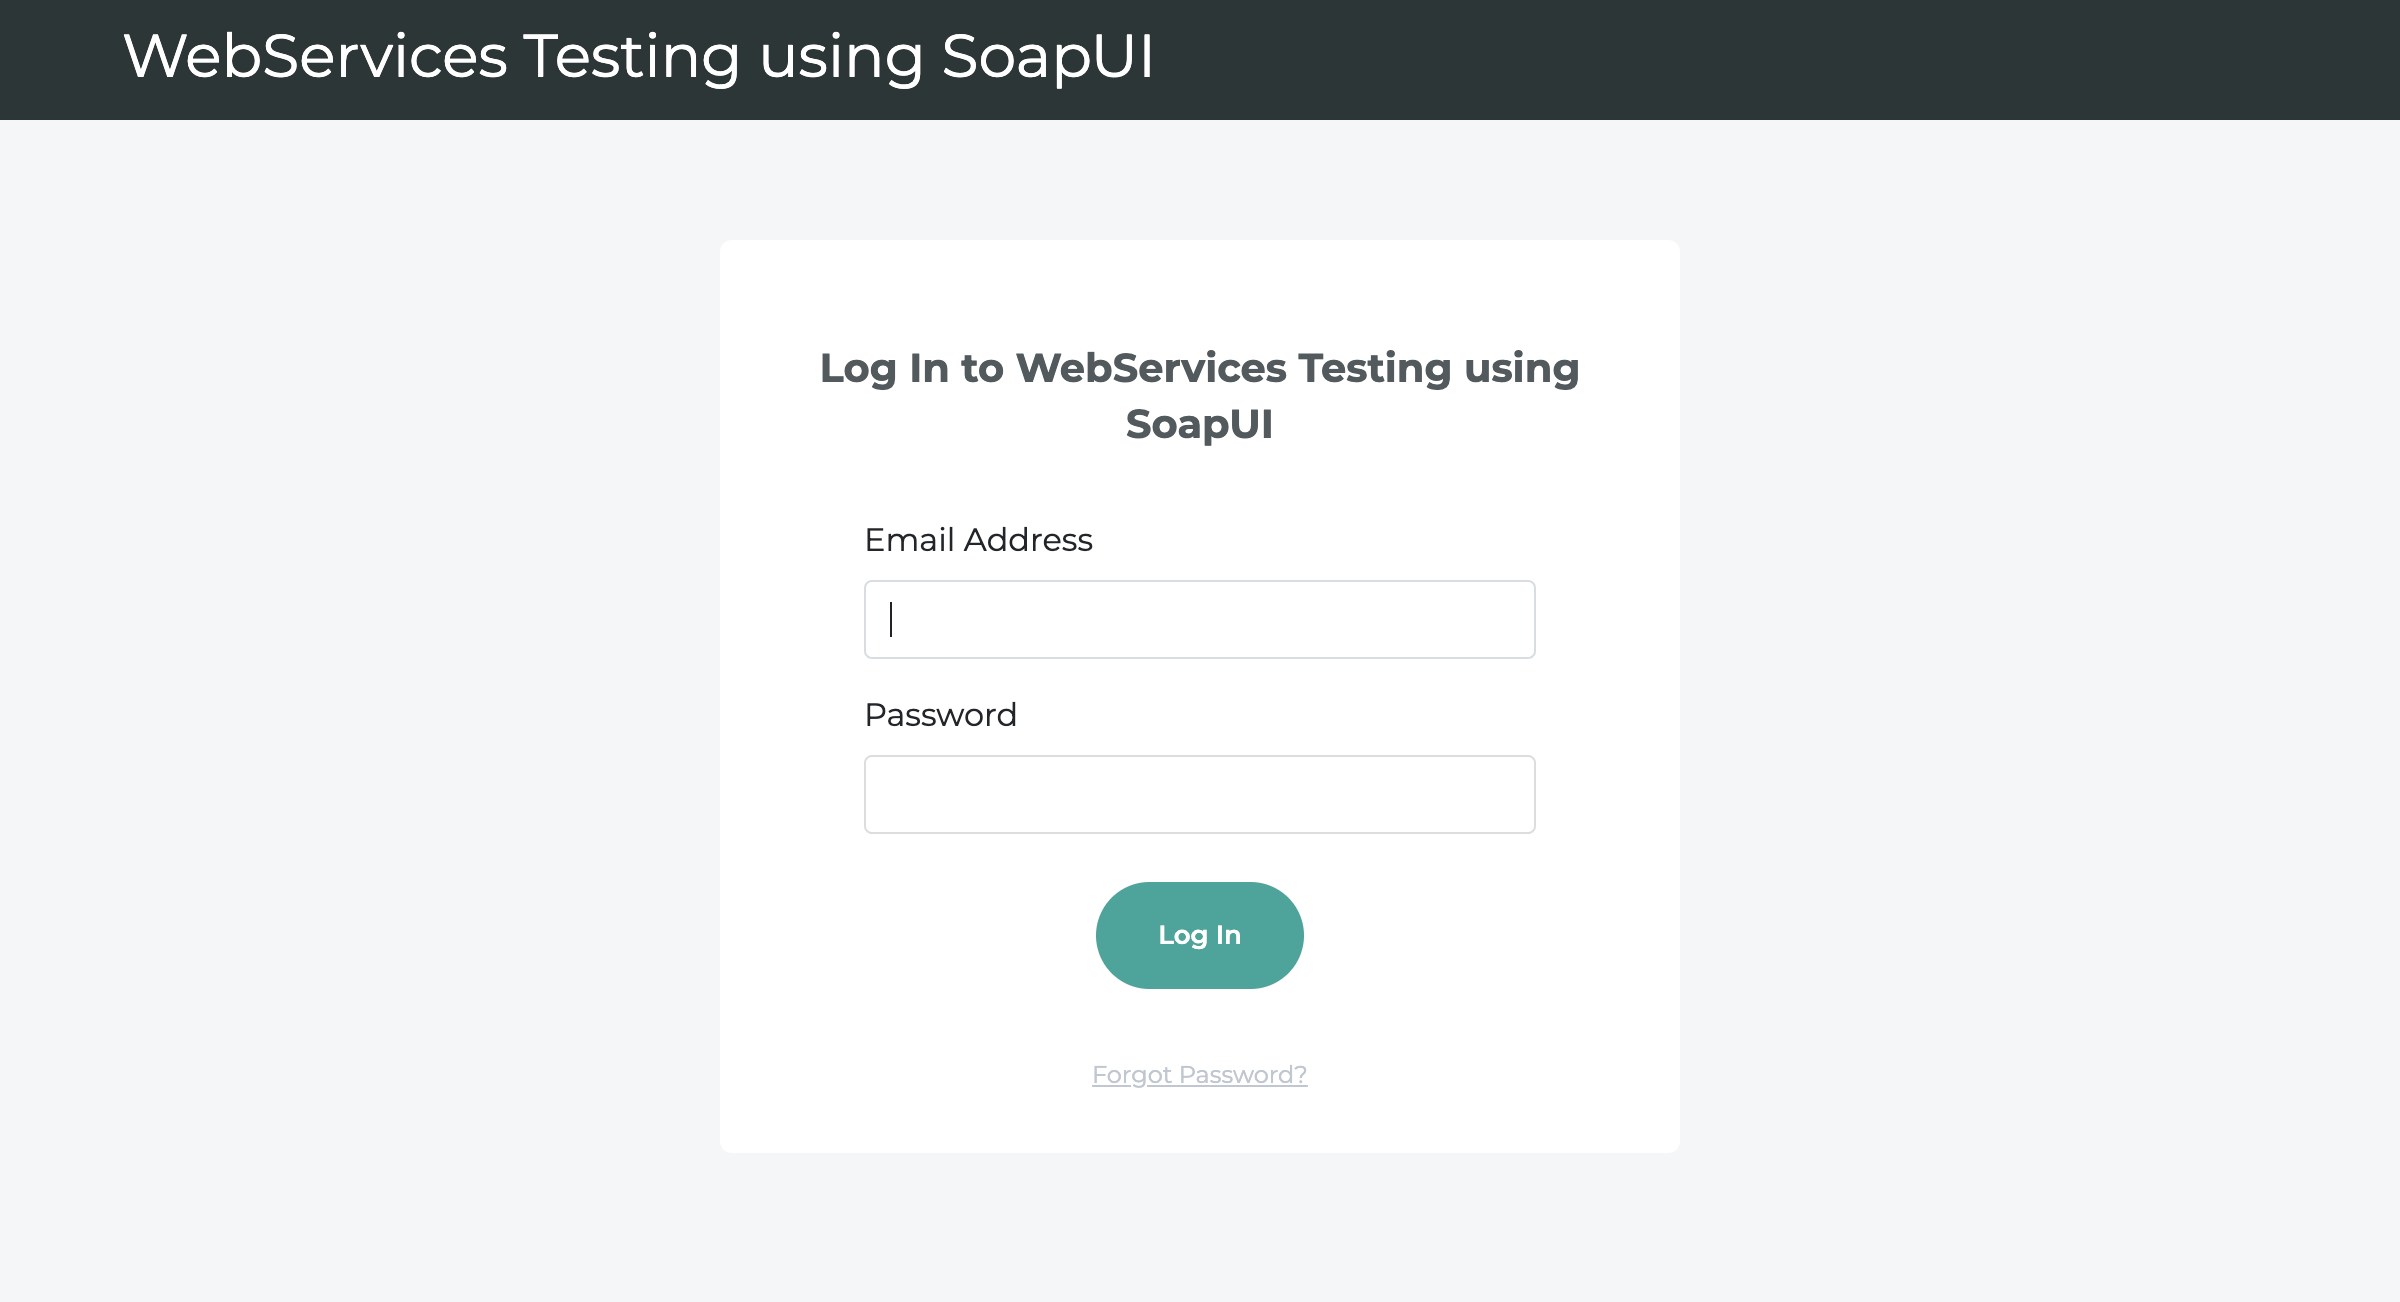 WebServices Testing using SoapUI
Log In to WebServices Testing using
SoapUI
Email Address
Password
Log In
Forgot Password?